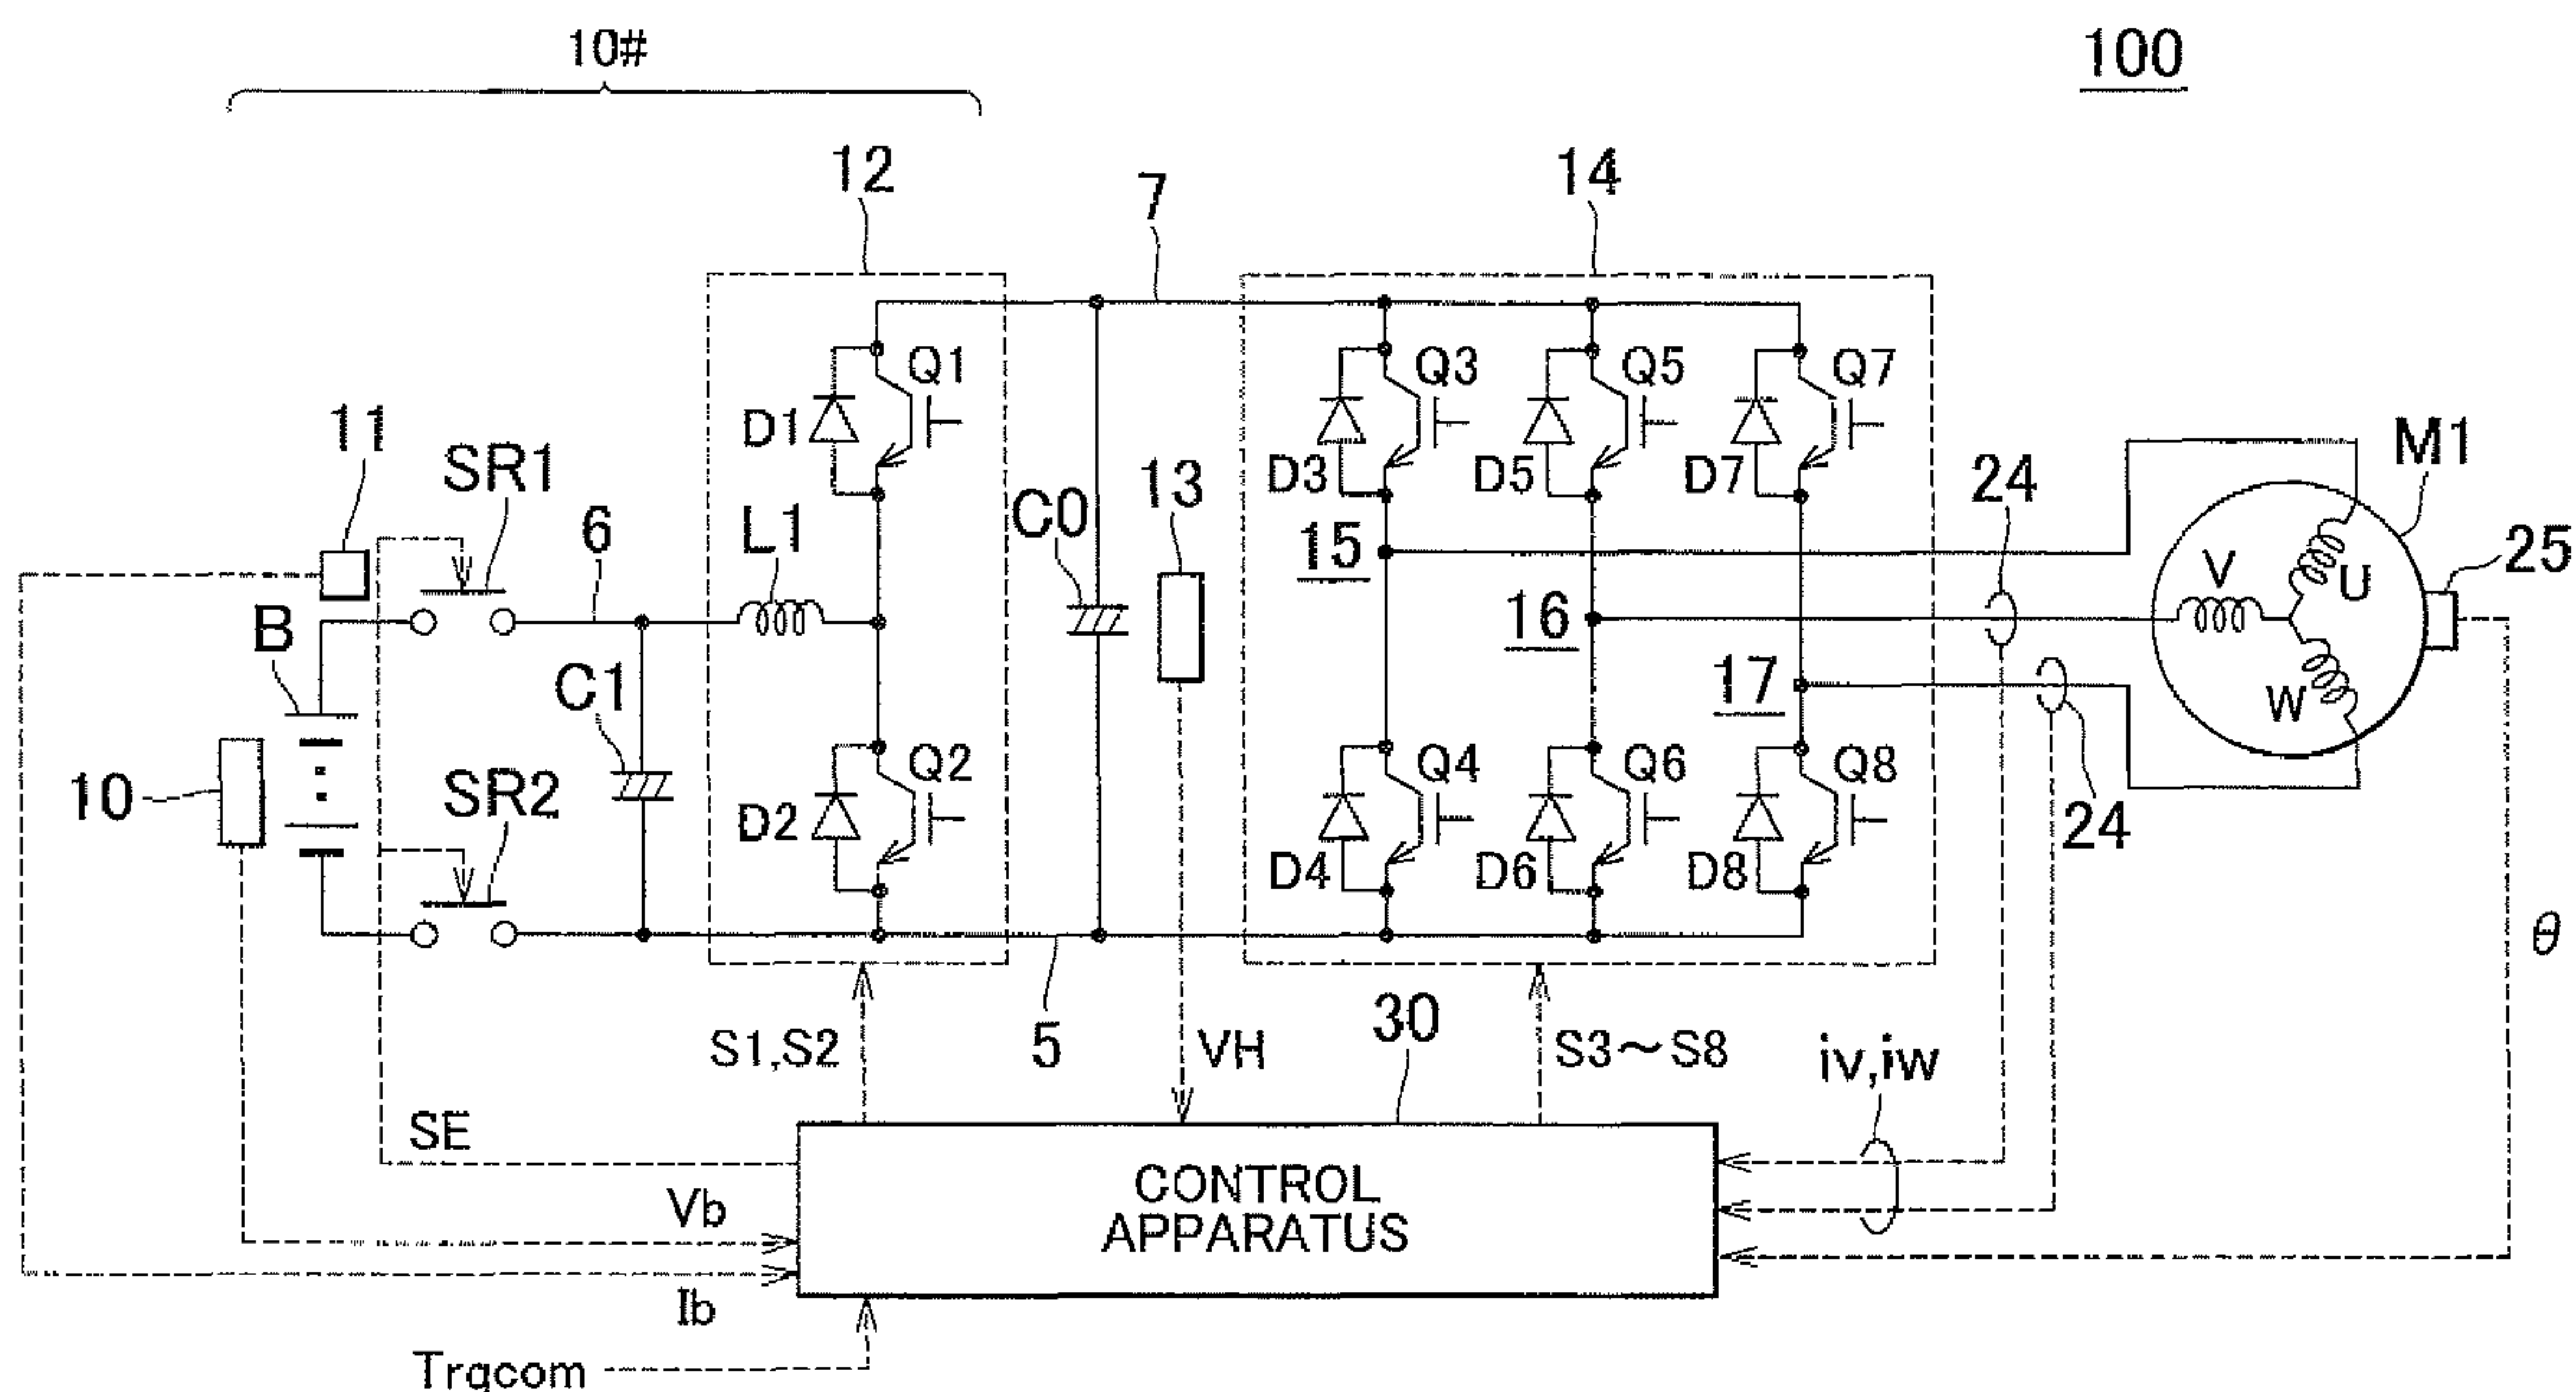 10#
100
12
7
14
Q1
Q3
Q5
Q7
D1
D3
D5
D7
11
SR1
M1
24
13
C0
6
L1
15
V
U
25
B
16
C1
17
W
10
SR2
Q2
Q4
Q6
Q8
24
D2
D4
D6
D8
θ
S1,S2
5
VH
30
S3～S8
iv,iw
SE
CONTROL
APPARATUS
Vb
Ib
Trqcom